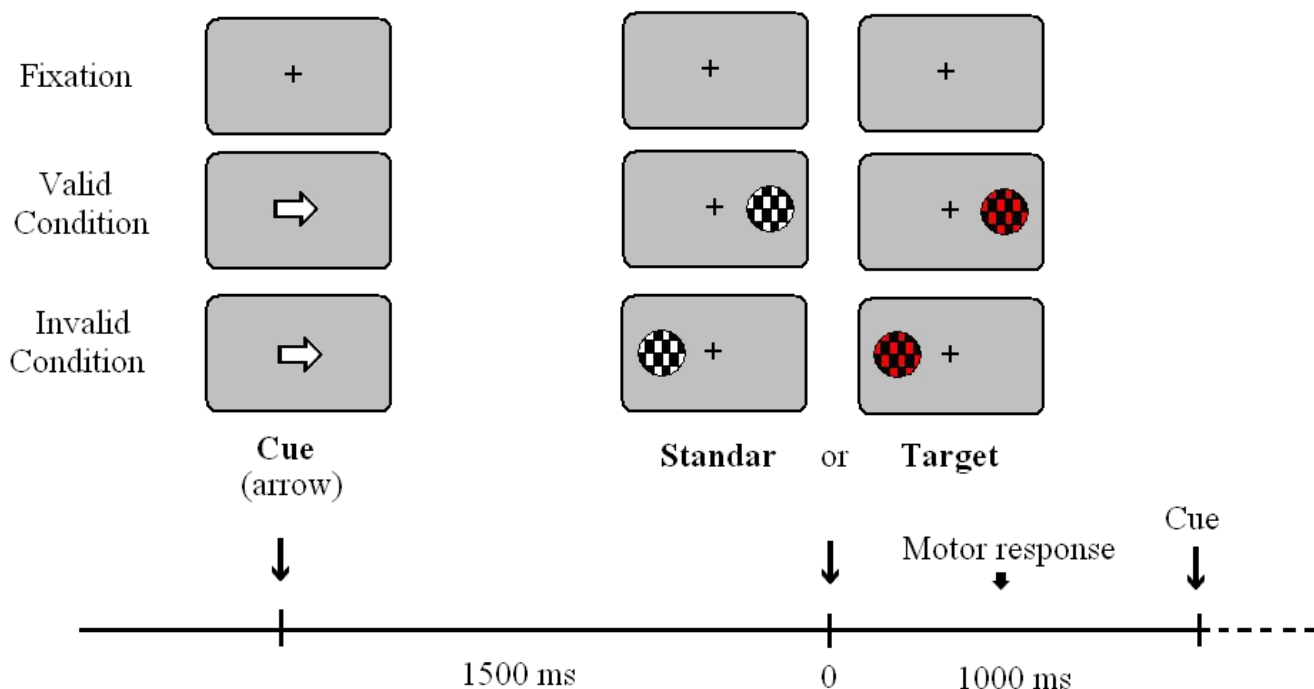 Fixation
Valid
Condition
Invalid
Condition
Cue
(arrow)
Standar or Target
Cue
Motor response
1500 ms 0 1000 ms